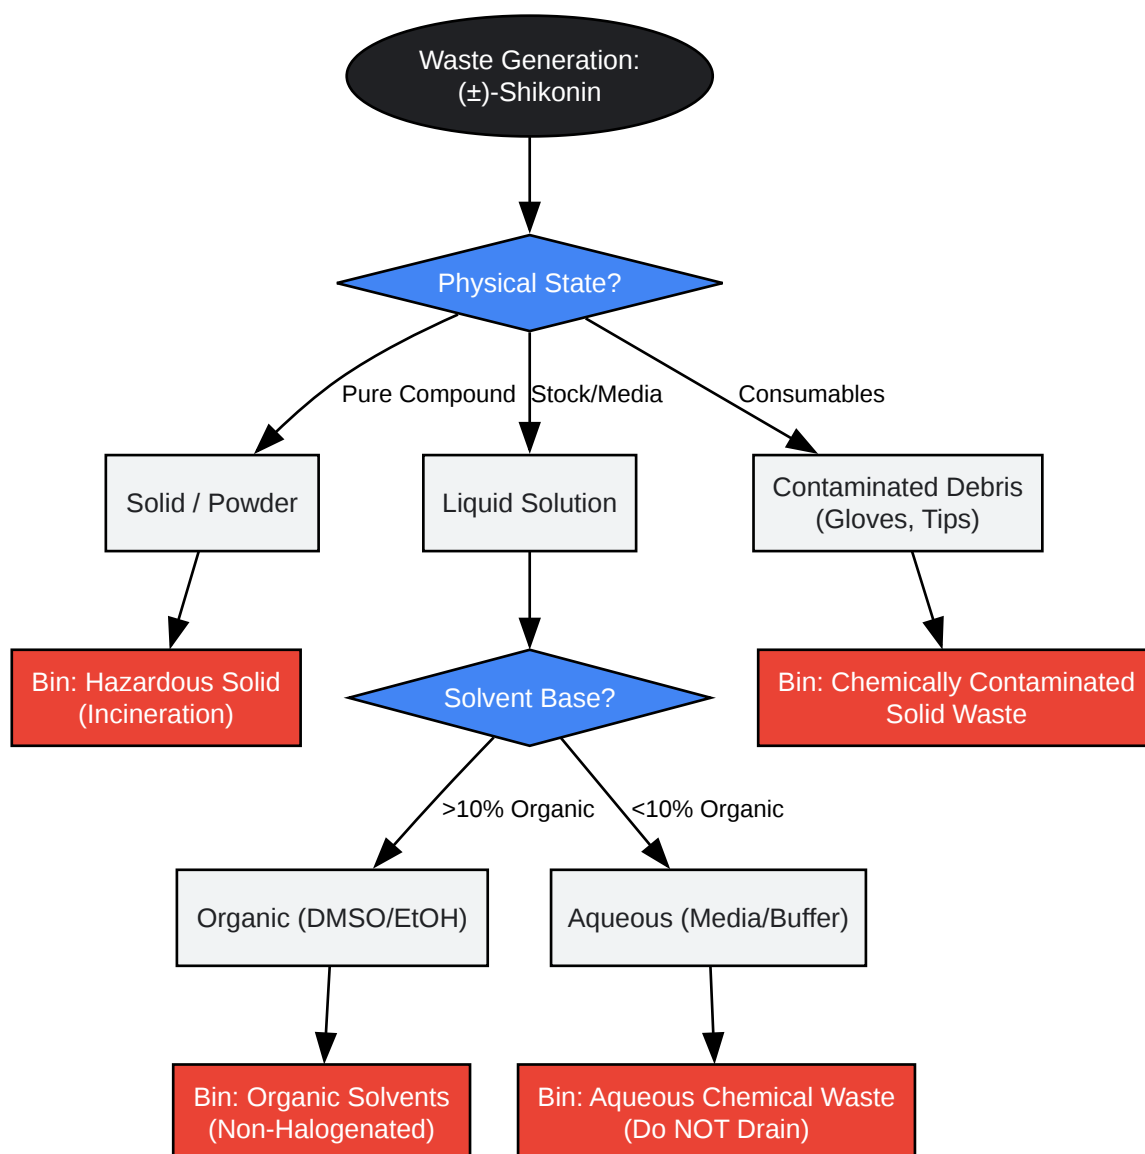 Waste Generation:
(±)-Shikonin
Physical State?
Pure Compound
Stock/Media
Consumables
Solid / Powder
Liquid Solution
Contaminated Debris
(Gloves, Tips)
Bin: Hazardous Solid
(Incineration)
Solvent Base?
Bin: Chemically Contaminated
Solid Waste
>10% Organic
<10% Organic
Organic (DMSO/EtOH)
Aqueous (Media/Buffer)
Bin: Organic Solvents
(Non-Halogenated)
Bin: Aqueous Chemical Waste
(Do NOT Drain)